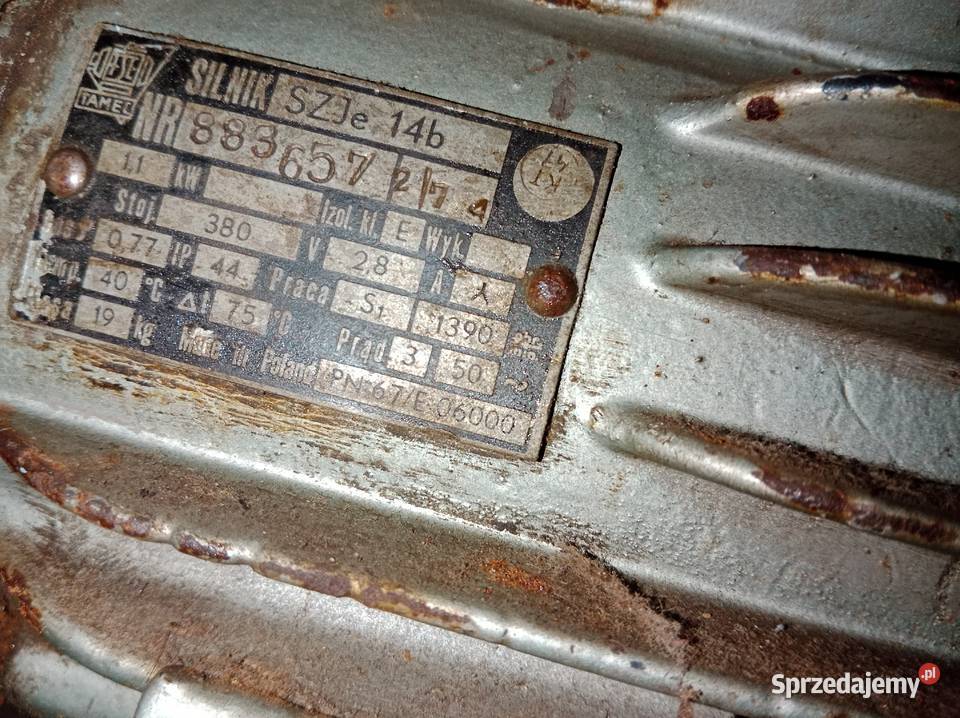 TAMEL
SILNIK SZJe 14b
NR 883657 2/74
1,1 kW Izol. kl. E Wyk.
Stoj. 380 V 2,8 A
0.77 IP 44 Praca S1 1390
40 °C Δt 75 °C Prąd 3 50 ~
19 kg Made in Poland PN-67/E-06000
Sprzedajemy.pl